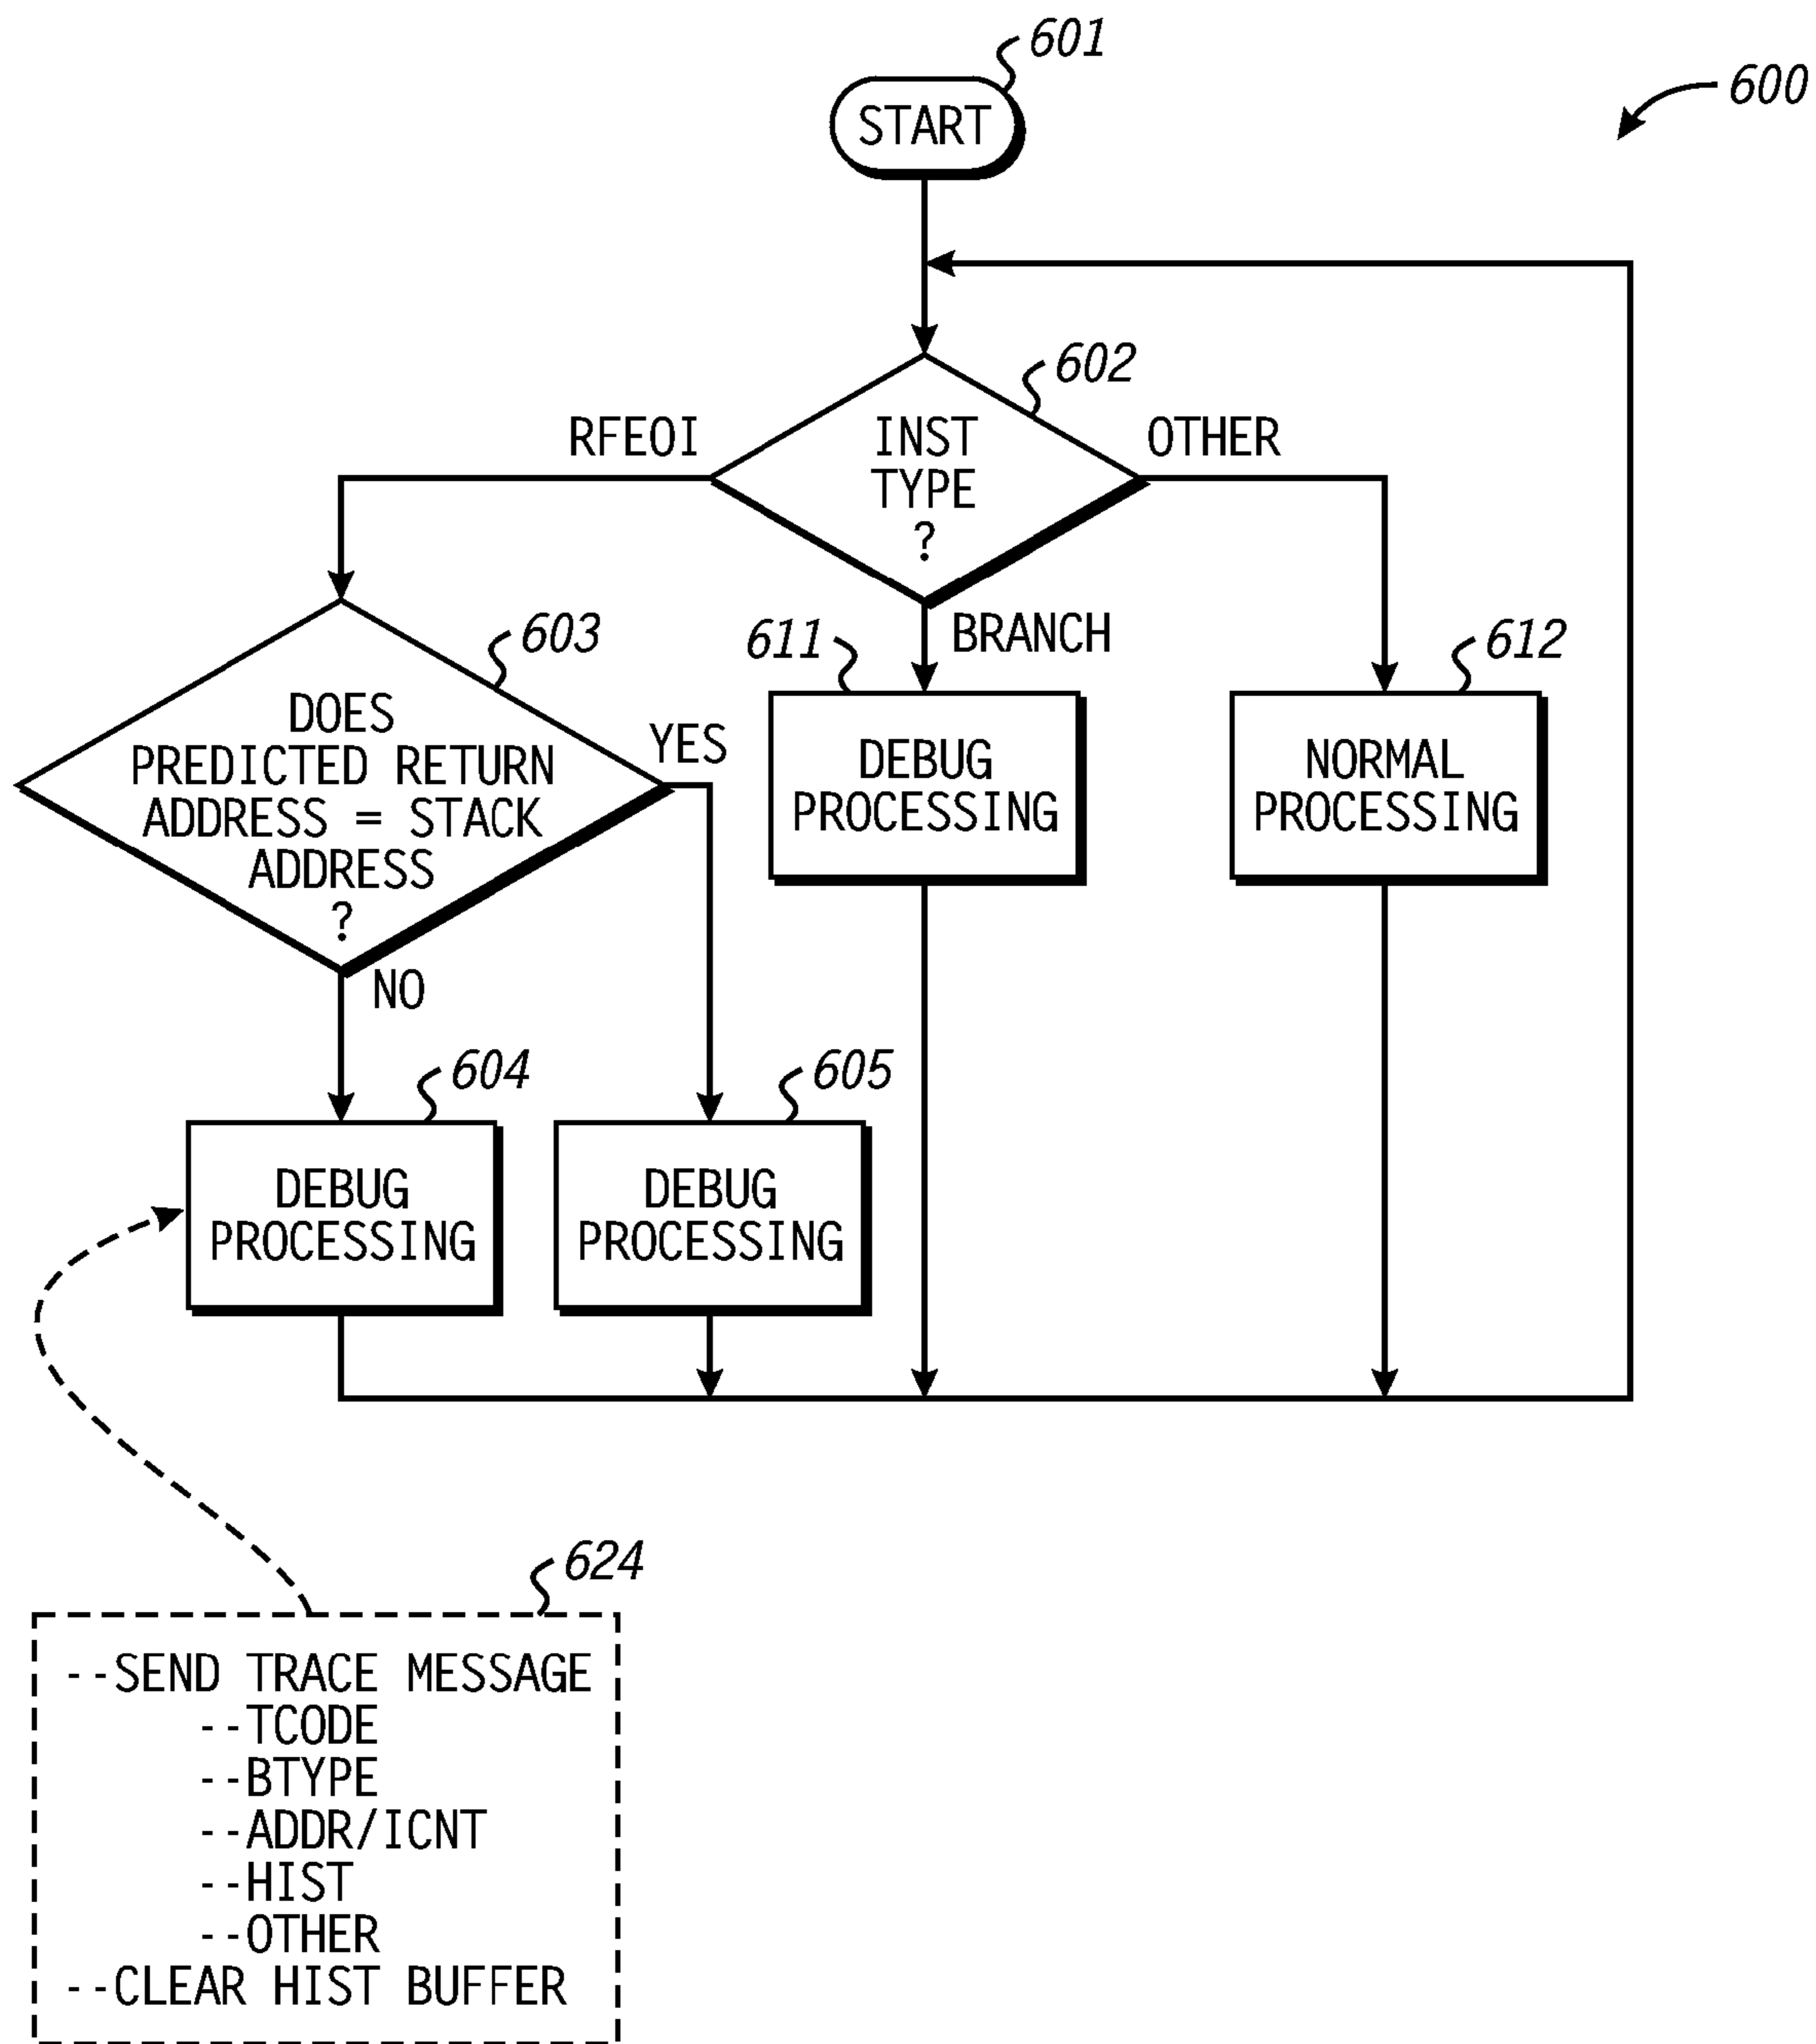 601
600
START
602
RFEOI
INST
TYPE
?
OTHER
BRANCH
603
DOES
PREDICTED RETURN
ADDRESS = STACK
ADDRESS
?
YES
NO
611
DEBUG
PROCESSING
612
NORMAL
PROCESSING
604
DEBUG
PROCESSING
605
DEBUG
PROCESSING
624
--SEND TRACE MESSAGE
--TCODE
--BTYPE
--ADDR/ICNT
--HIST
--OTHER
--CLEAR HIST BUFFER